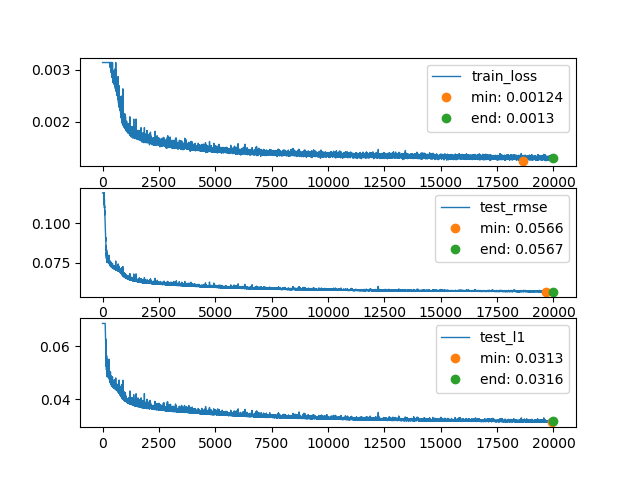 0.003
0.002
train_loss
min: 0.00124
end: 0.0013
0 2500 5000 7500 10000 12500 15000 17500 20000
0.100
0.075
test_rmse
min: 0.0566
end: 0.0567
0 2500 5000 7500 10000 12500 15000 17500 20000
0.06
0.04
test_l1
min: 0.0313
end: 0.0316
0 2500 5000 7500 10000 12500 15000 17500 20000